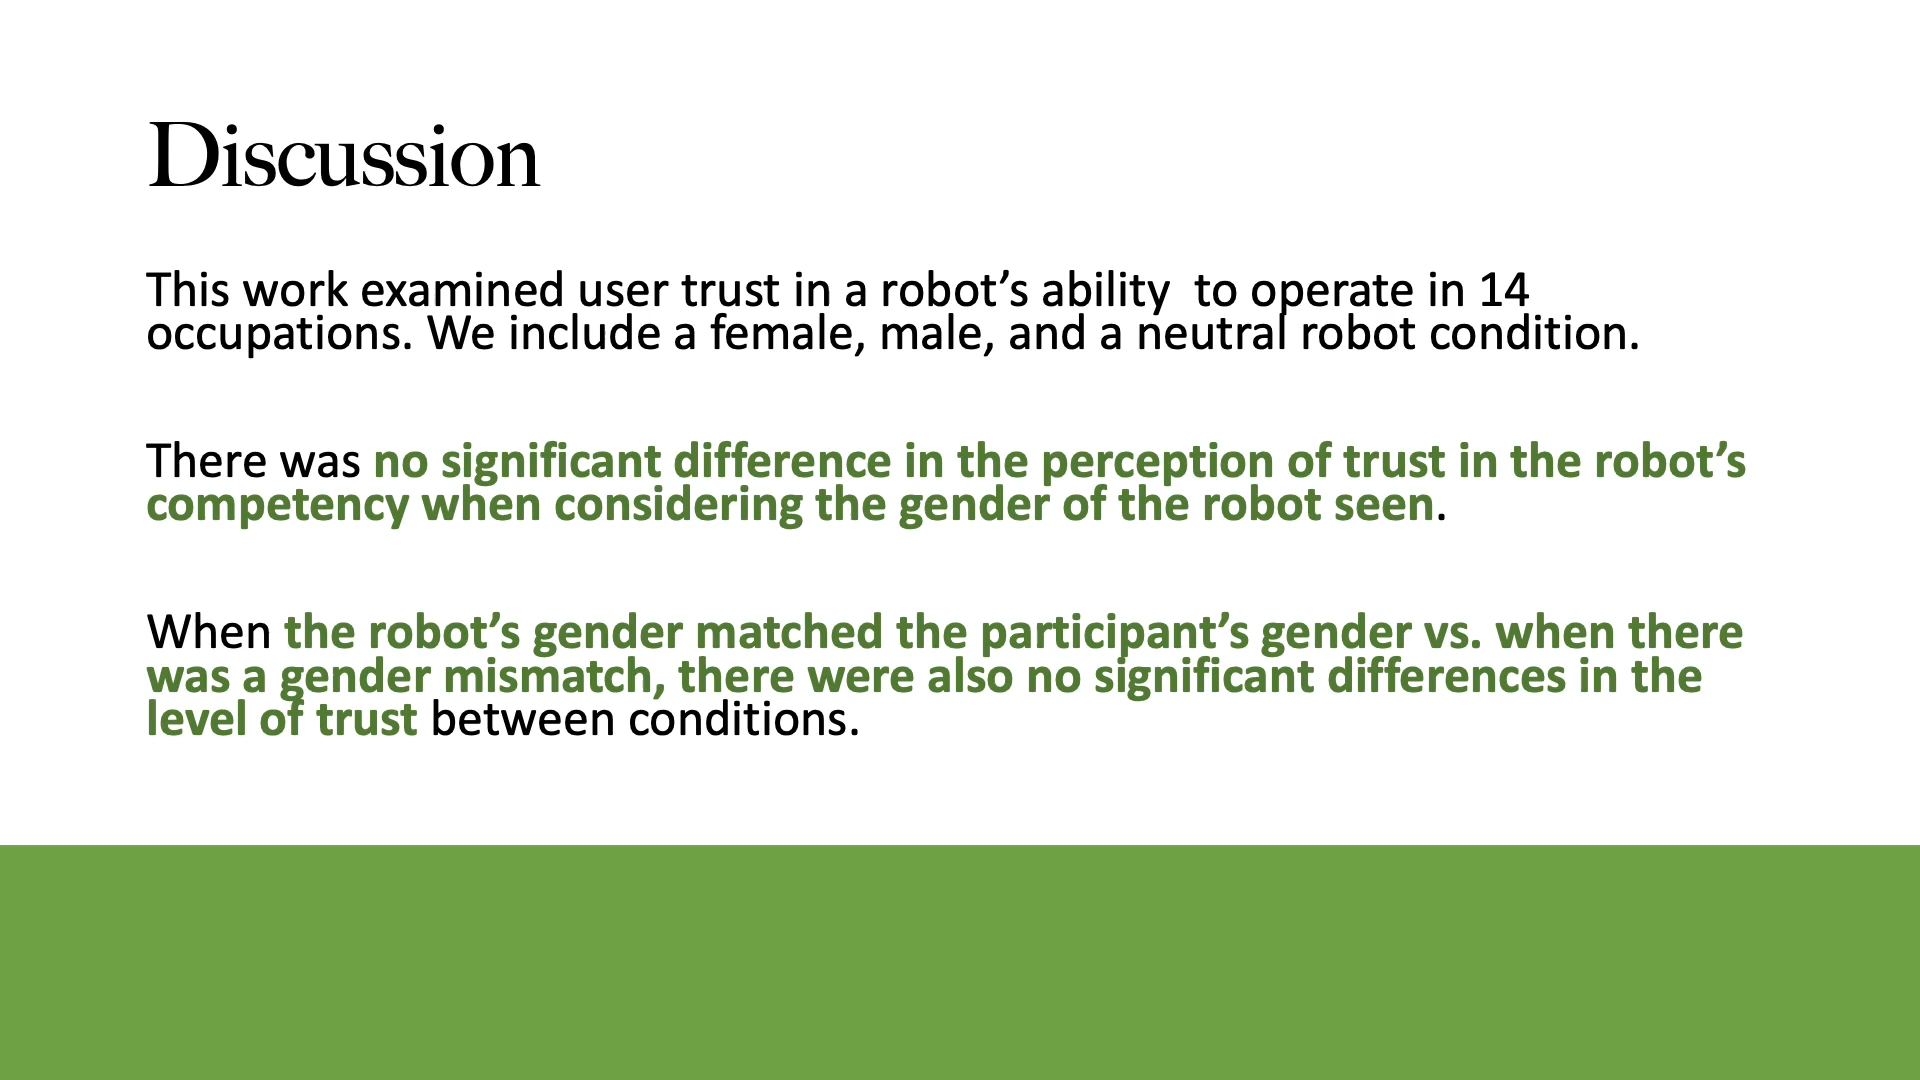 Discussion
This work examined user trust in a robot’s ability  to operate in 14
occupations. We include a female, male, and a neutral robot condition.
There was no significant difference in the perception of trust in the robot’s
competency when considering the gender of the robot seen.
When the robot’s gender matched the participant’s gender vs. when there
was a gender mismatch, there were also no significant differences in the
level of trust between conditions.